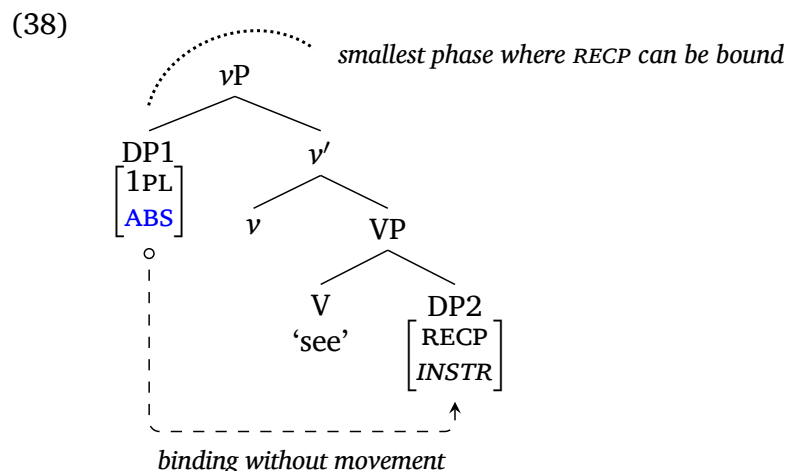 (38)
smallest phase where RECP can be bound
vP
DP1 v′
1PL
ABS
v VP
V DP2
‘see’ RECP
INSTR
binding without movement